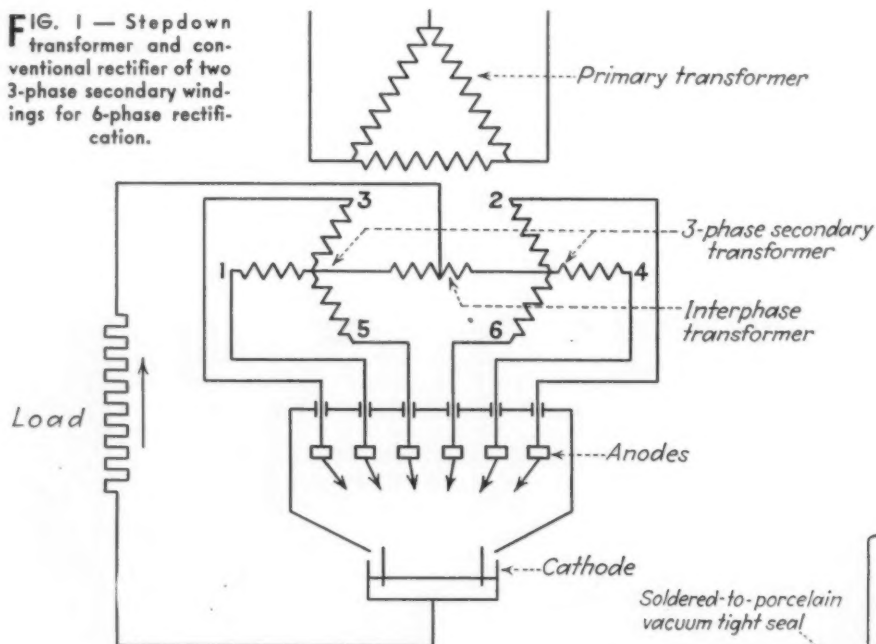 FIG. 1 — Stepdown
transformer and con-
ventional rectifier of two
3-phase secondary wind-
ings for 6-phase rectifi-
cation.
Primary transformer
3
2
3-phase secondary
transformer
1
4
Interphase
transformer
5
6
Load
Anodes
Cathode
Soldered-to-porcelain
vacuum tight seal